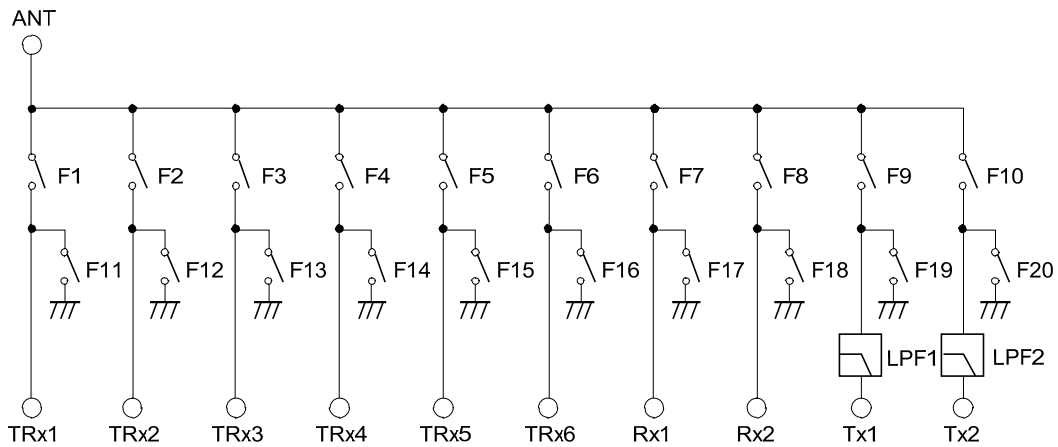 ANT
F1 F2 F3 F4 F5 F6 F7 F8 F9 F10
F11 F12 F13 F14 F15 F16 F17 F18 F19 F20
LPF1 LPF2
TRx1 TRx2 TRx3 TRx4 TRx5 TRx6 Rx1 Rx2 Tx1 Tx2